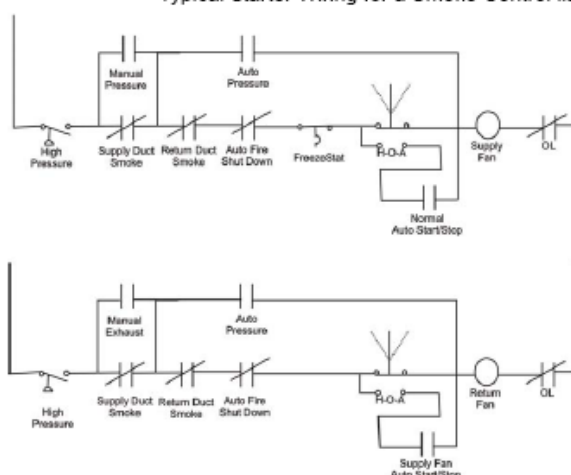 Typical Starter Wiring for a Smoke Control
Manual
Pressure
Auto
Pressure
High
Pressure
Supply Duct
Smoke
Return Duct
Smoke
Auto Fire
Shut Down
FreezeStat
H-O-A
Supply
Fan
OL
Normal
Auto Start/Stop
Manual
Exhaust
Auto
Pressure
High
Pressure
Supply Duct
Smoke
Return Duct
Smoke
Auto Fire
Shut Down
H-O-A
Return
Fan
OL
Supply Fan
Auto Start/Stop